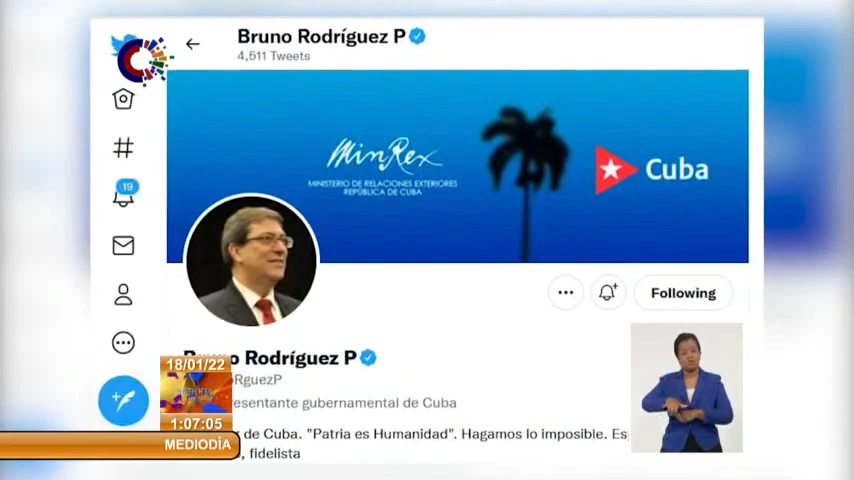 Bruno Rodríguez P
4,511 Tweets
MinRex
MINISTERIO DE RELACIONES EXTERIORES
REPÚBLICA DE CUBA
Cuba
19
Following
Rodríguez P
RguezP
resentante gubernamental de Cuba
de Cuba. "Patria es Humanidad". Hagamos lo imposible.
, fidelista
18/01/22
1:07:05
MEDIODÍA